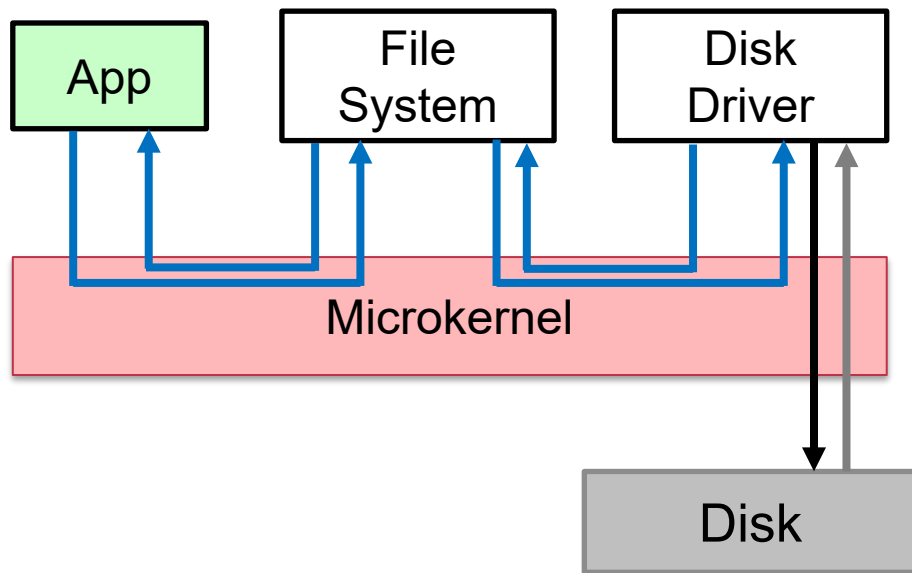 App
File
System
Disk
Driver
Microkernel
Disk